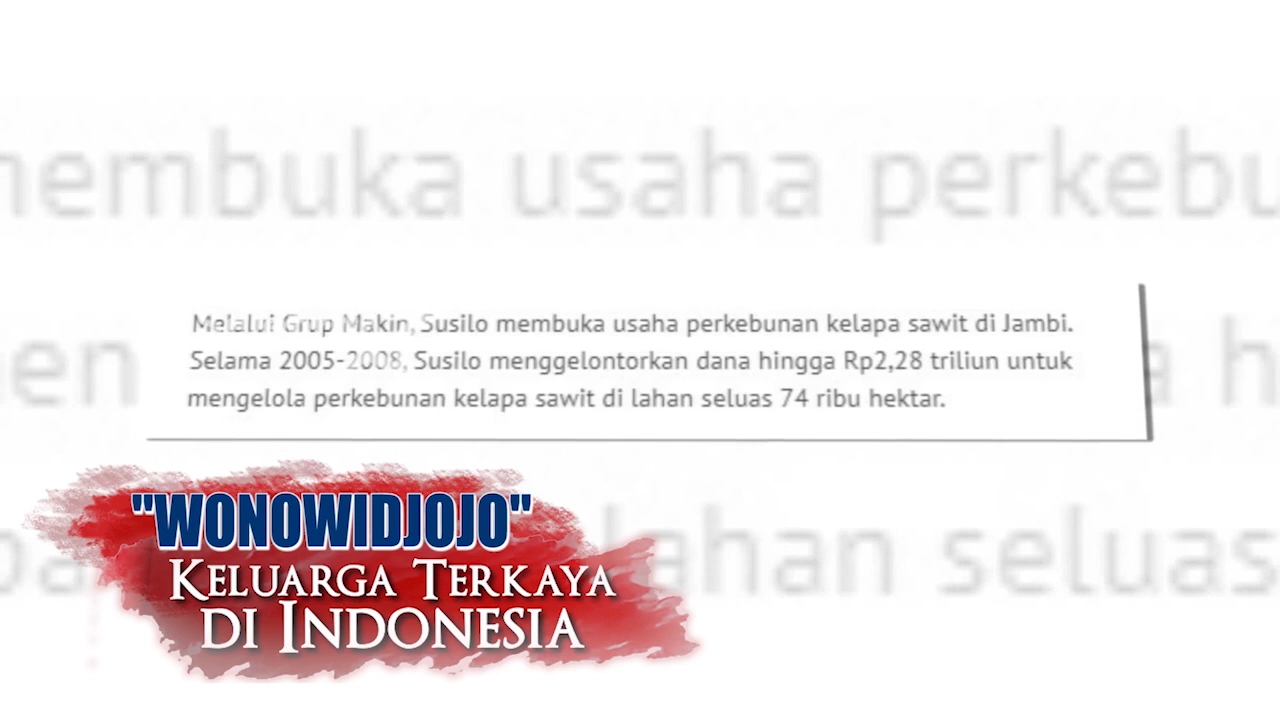 membuka usaha perkebu
Melalui Grup Makin, Susilo membuka usaha perkebunan kelapa sawit di Jambi.
Selama 2005-2008, Susilo menggelontorkan dana hingga Rp2,28 triliun untuk
mengelola perkebunan kelapa sawit di lahan seluas 74 ribu hektar.
"WONOWIDJOJO"
KELUARGA TERKAYA
DI INDONESIA
lahan seluas